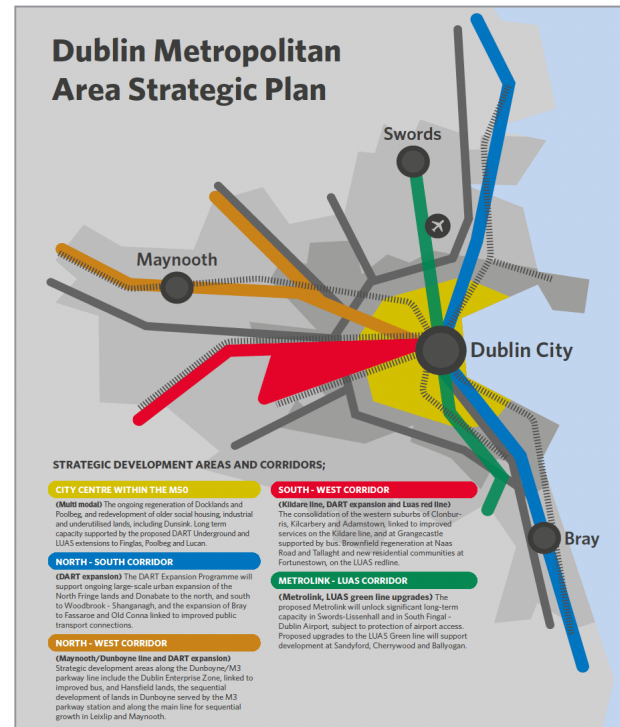 Dublin Metropolitan
Area Strategic Plan
Swords
Maynooth
Dublin City
Bray
STRATEGIC DEVELOPMENT AREAS AND CORRIDORS;
CITY CENTRE WITHIN THE M50
(Multi modal) The ongoing regeneration of Docklands and
Poolbeg, and redevelopment of older social housing, industrial
and underutilised lands, including Dunsink. Long term
capacity supported by the proposed DART Underground and
LUAS extensions to Finglas, Poolbeg and Lucan.
NORTH - SOUTH CORRIDOR
(DART expansion) The DART Expansion Programme will
support ongoing large-scale urban expansion of the
North Fringe lands and Donabate to the north, and south
to Woodbrook - Shanganagh, and the expansion of Bray
to Fassaroe and Old Conna linked to improved public
transport connections.
NORTH - WEST CORRIDOR
(Maynooth/Dunboyne line and DART expansion)
Strategic development areas along the Dunboyne/M3
parkway line include the Dublin Enterprise Zone, linked to
improved bus, and Hansfield lands, the sequential
development of lands in Dunboyne served by the M3
parkway station and along the main line for sequential
growth in Leixlip and Maynooth.
SOUTH - WEST CORRIDOR
(Kildare line, DART expansion and Luas red line)
The consolidation of the western suburbs of Clonbur-
ris, Kilcarbery and Adamstown, linked to improved
services on the Kildare line, and at Grangecastle
supported by bus. Brownfield regeneration at Naas
Road and Tallaght and new residential communities at
Fortunestown, on the LUAS redline.
METROLINK - LUAS CORRIDOR
(Metrolink, LUAS green line upgrades) The
proposed Metrolink will unlock significant long-term
capacity in Swords-Lissenhall and in South Fingal -
Dublin Airport, subject to protection of airport access.
Proposed upgrades to the LUAS Green line will support
development at Sandyford, Cherrywood and Ballyogan.